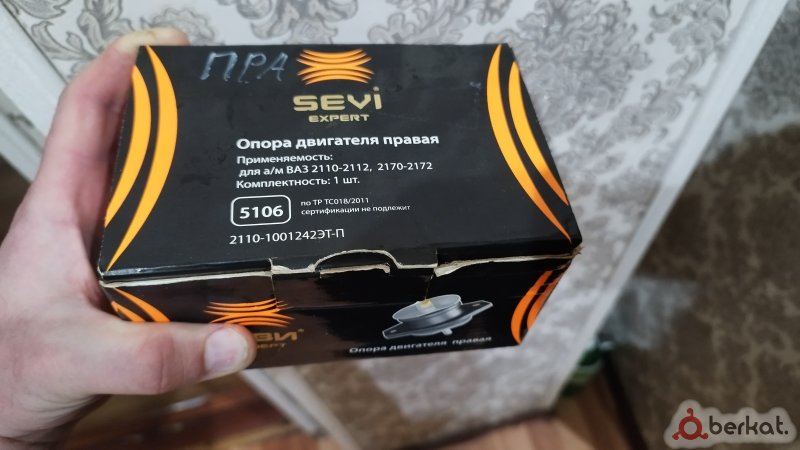 ПРА
SEVi
EXPERT
Опора двигателя правая
Применяемость:
для а/м ВАЗ 2110-2112, 2170-2172
Комплектность: 1 шт.
5106
по ТР ТС018/2011
сертификации не подлежит
2110-1001242ЭТ-П
Опора двигателя правая
berkat.